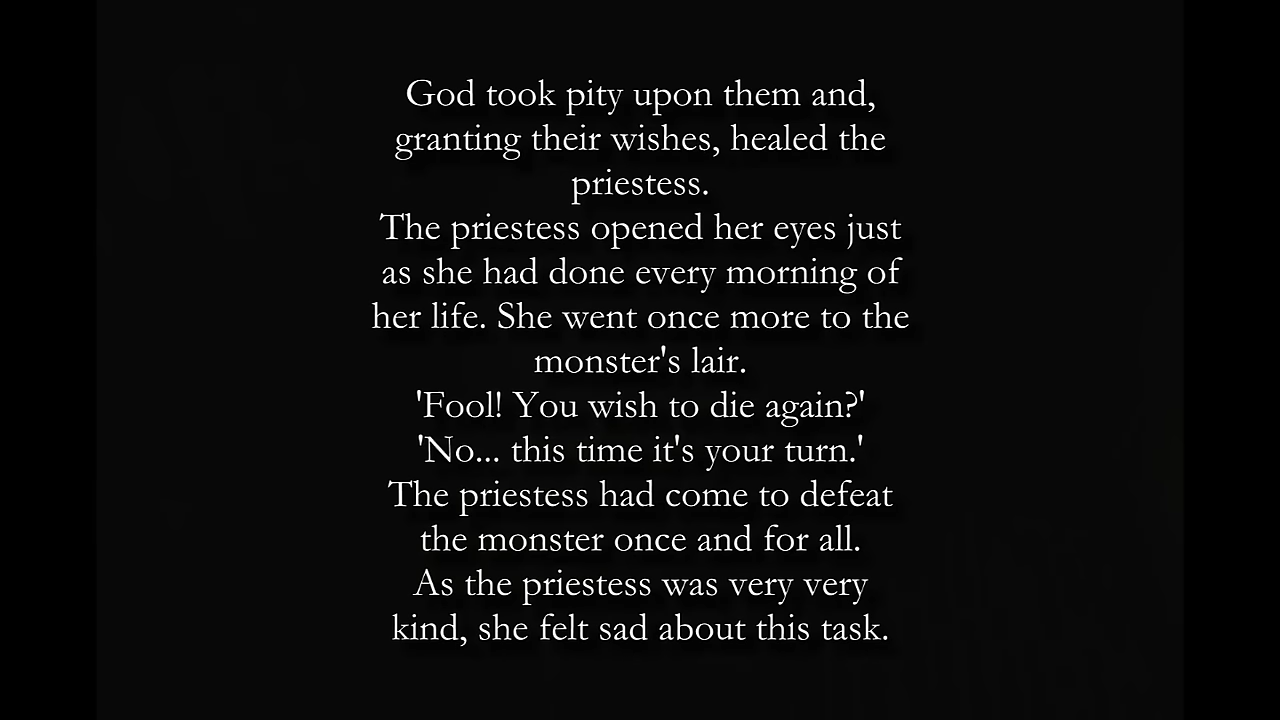 God took pity upon them and,
granting their wishes, healed the
priestess.
The priestess opened her eyes just
as she had done every morning of
her life. She went once more to the
monster's lair.
'Fool! You wish to die again?'
'No... this time it's your turn.'
The priestess had come to defeat
the monster once and for all.
As the priestess was very very
kind, she felt sad about this task.